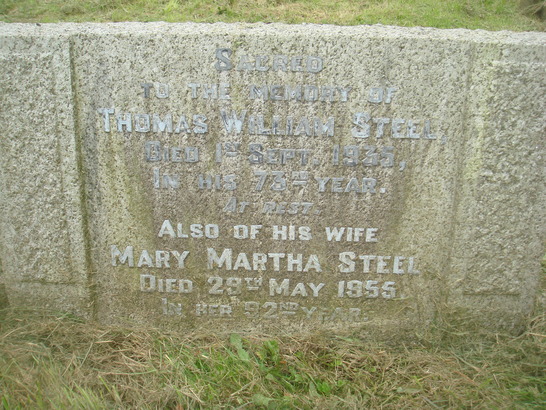 Sacred
to the memory of
Thomas William Steel,
Died 1st Sept. 1935,
In his 73rd year.
At rest.
Also of his wife
Mary Martha Steel
Died 29th May 1955,
In her 92nd year.